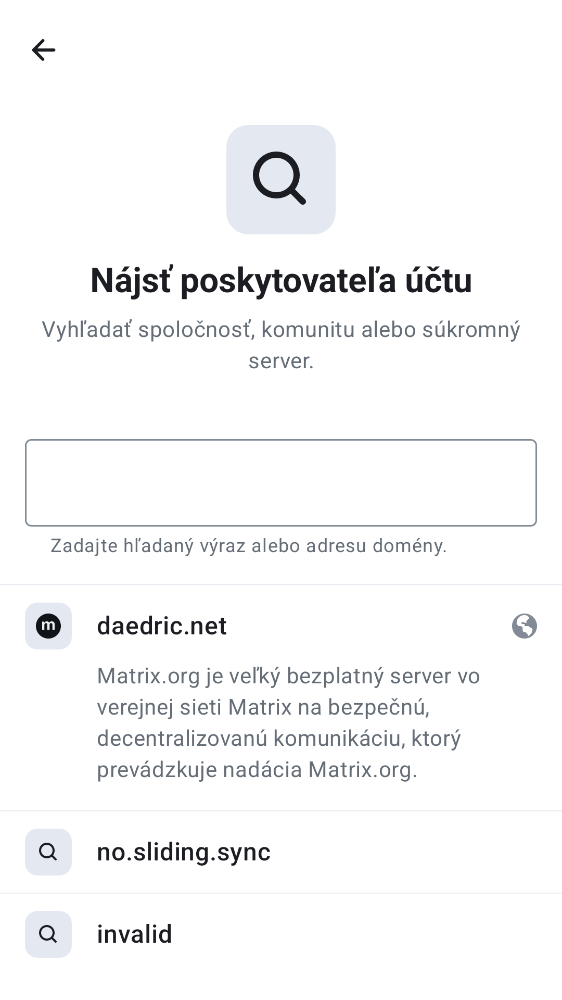 Nájsť poskytovateľa účtu
Vyhľadať spoločnosť, komunitu alebo súkromný
server.
Zadajte hľadaný výraz alebo adresu domény.
m
daedric.net
Matrix.org je veľký bezplatný server vo
verejnej sieti Matrix na bezpečnú,
decentralizovanú komunikáciu, ktorý
prevádzkuje nadácia Matrix.org.
no.sliding.sync
invalid